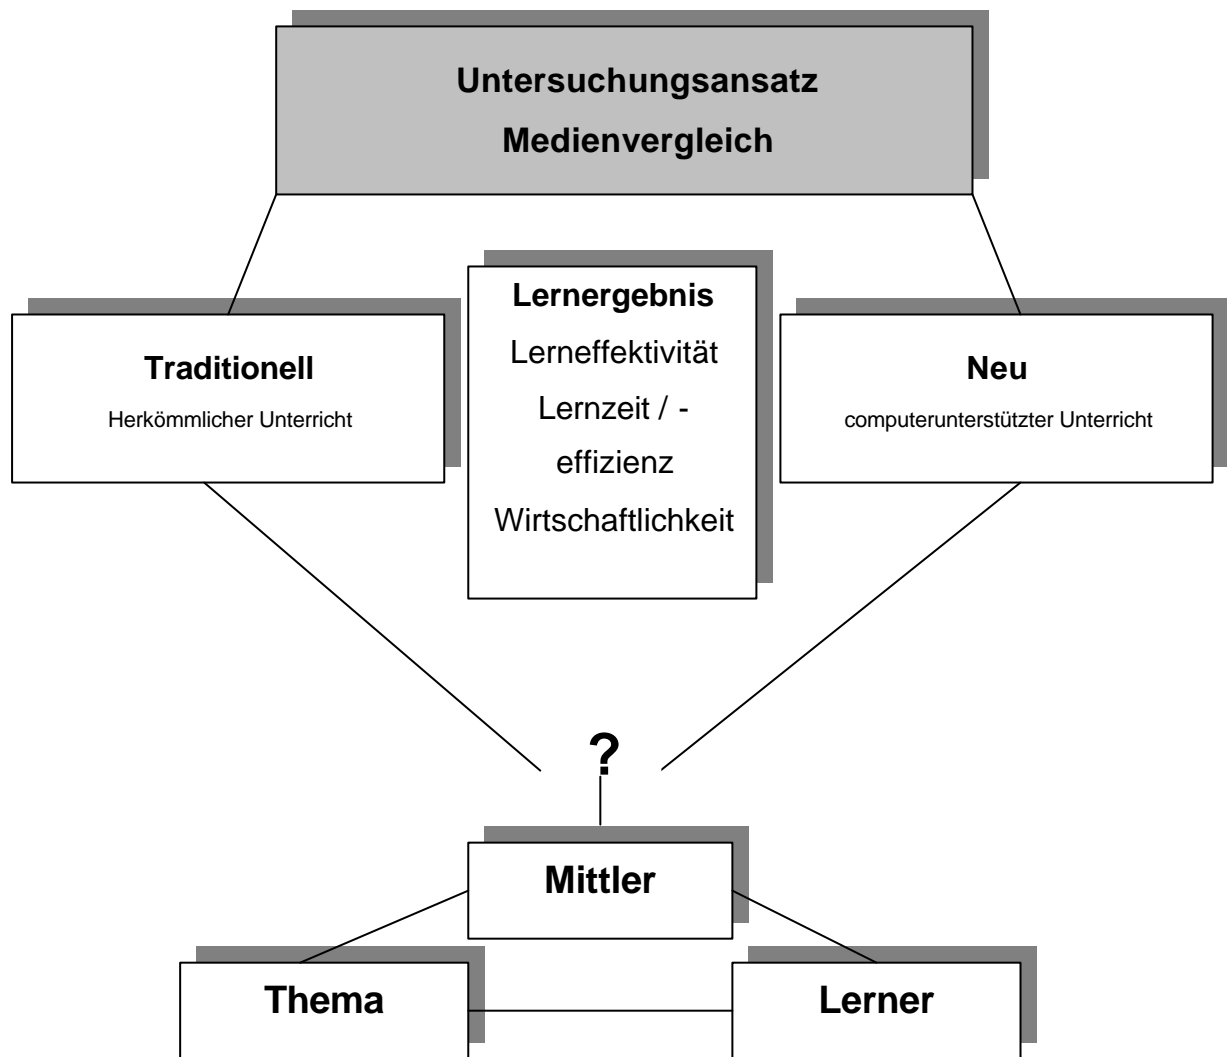 Untersuchungsansatz
Medienvergleich
Traditionell
Herkömmlicher Unterricht
Lernergebnis
Lerneffektivität
Lernzeit / -
effizienz
Wirtschaftlichkeit
Neu
computerunterstützter Unterricht
?
Mittler
Thema
Lerner